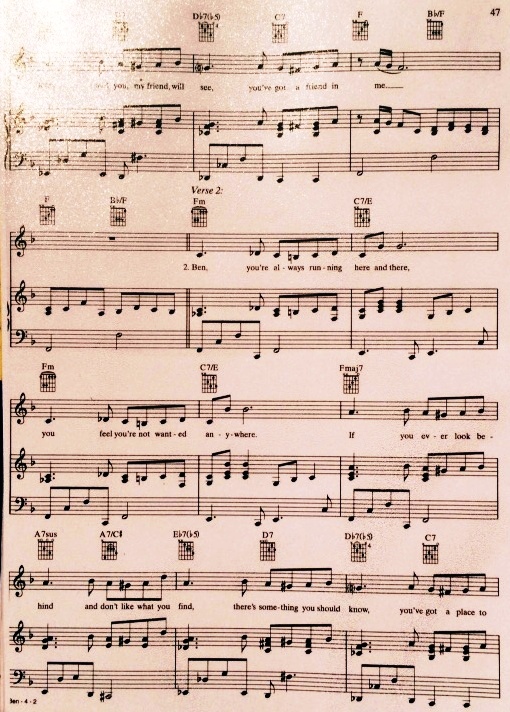 47
D♭7(♭5) C7 F B♭/F
you, my friend, will see, you've got a friend in me.
Verse 2:
F B♭/F Fm C7/E
2. Ben, you're al - ways run - ning here and there,
Fm C7/E Fmaj7
you feel you're not want - ed an - y - where. If you ev - er look be -
A7sus A7/C♯ E♭7(♭5) D7 D♭7(♭5) C7
hind and don't like what you find, there's some - thing you should know, you've got a place to
Ben - 4 - 2